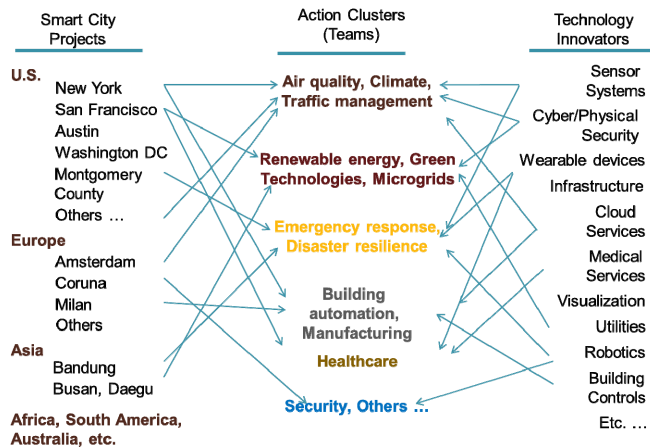 Smart City
Projects
U.S.
New York
San Francisco
Austin
Washington DC
Montgomery
County
Others ...
Europe
Amsterdam
Coruna
Milan
Others
Asia
Bandung
Busan, Daegu
Africa, South America,
Australia, etc.
Action Clusters
(Teams)
Air quality, Climate,
Traffic management
Renewable energy, Green
Technologies, Microgrids
Emergency response,
Disaster resilience
Building
automation,
Manufacturing
Healthcare
Security, Others ...
Technology
Innovators
Sensor
Systems
Cyber/Physical
Security
Wearable devices
Infrastructure
Cloud
Services
Medical
Services
Visualization
Utilities
Robotics
Building
Controls
Etc. ...